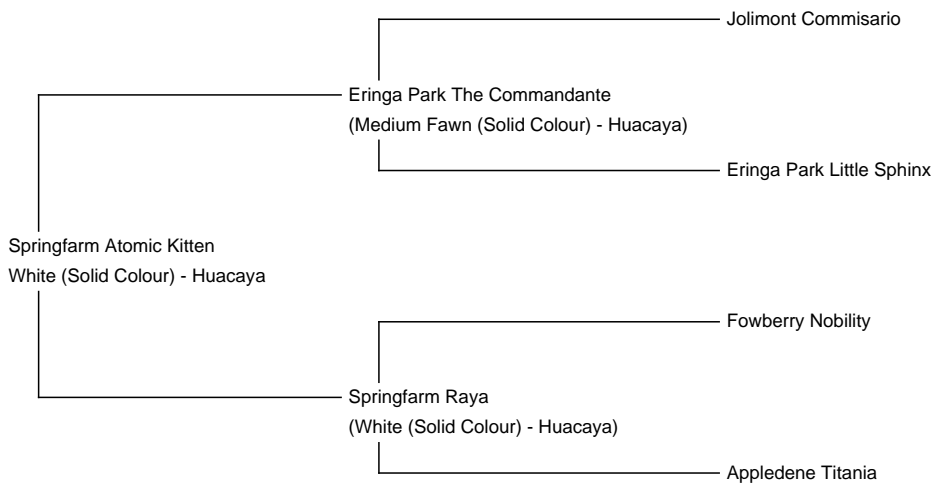 Jolimont Commisario
Eringa Park The Commandante
(Medium Fawn (Solid Colour) - Huacaya)
Eringa Park Little Sphinx
Springfarm Atomic Kitten
White (Solid Colour) - Huacaya
Fowberry Nobility
Springfarm Raya
(White (Solid Colour) - Huacaya)
Appledene Titania